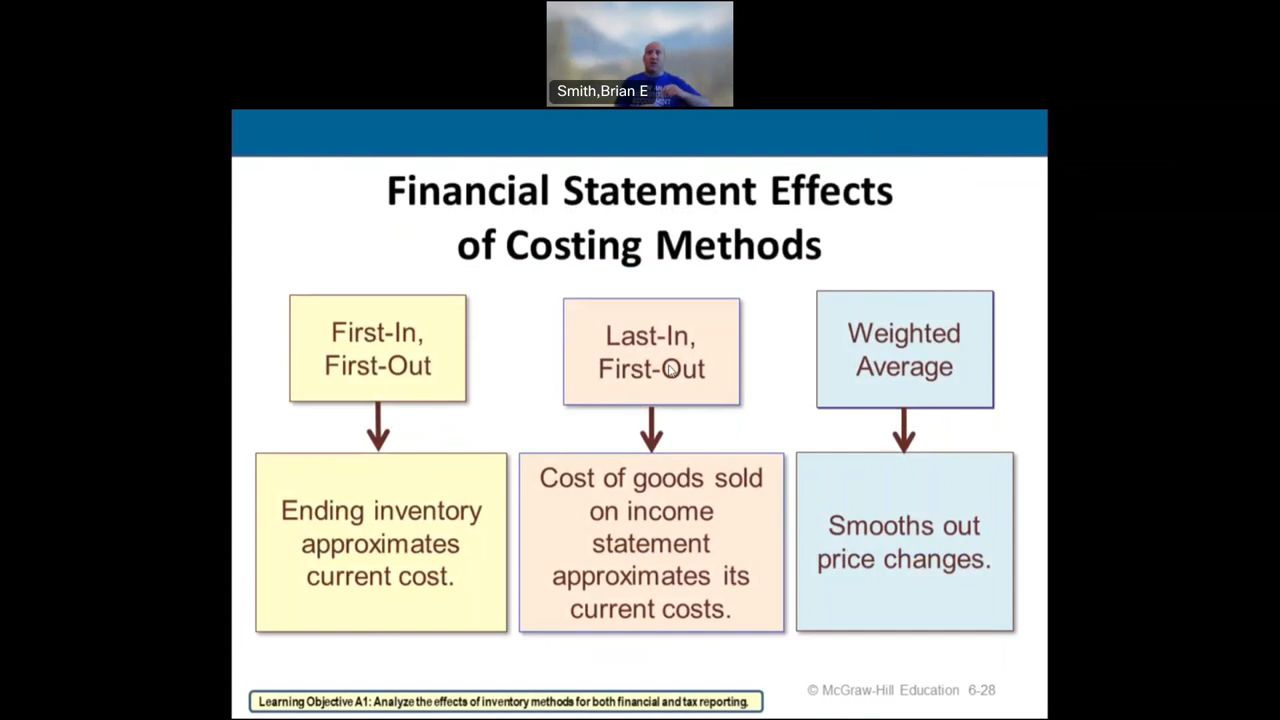 Smith,Brian E
Financial Statement Effects
of Costing Methods
First-In,
First-Out
Last-In,
First-Out
Weighted
Average
Ending inventory
approximates
current cost.
Cost of goods sold
on income
statement
approximates its
current costs.
Smooths out
price changes.
Learning Objective A1: Analyze the effects of inventory methods for both financial and tax reporting.
© McGraw-Hill Education 6-28